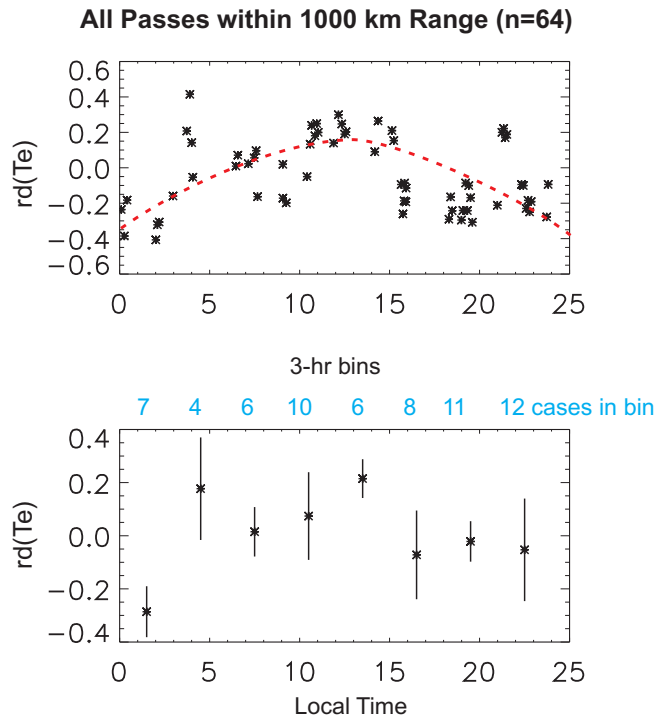 All Passes within 1000 km Range (n=64)
rd(Te)
0.6
0.4
0.2
0.0
−0.2
−0.4
−0.6
0 5 10 15 20 25
3-hr bins
7 4 6 10 6 8 11 12 cases in bin
rd(Te)
0.4
0.2
0.0
−0.2
−0.4
0 5 10 15 20 25
Local Time